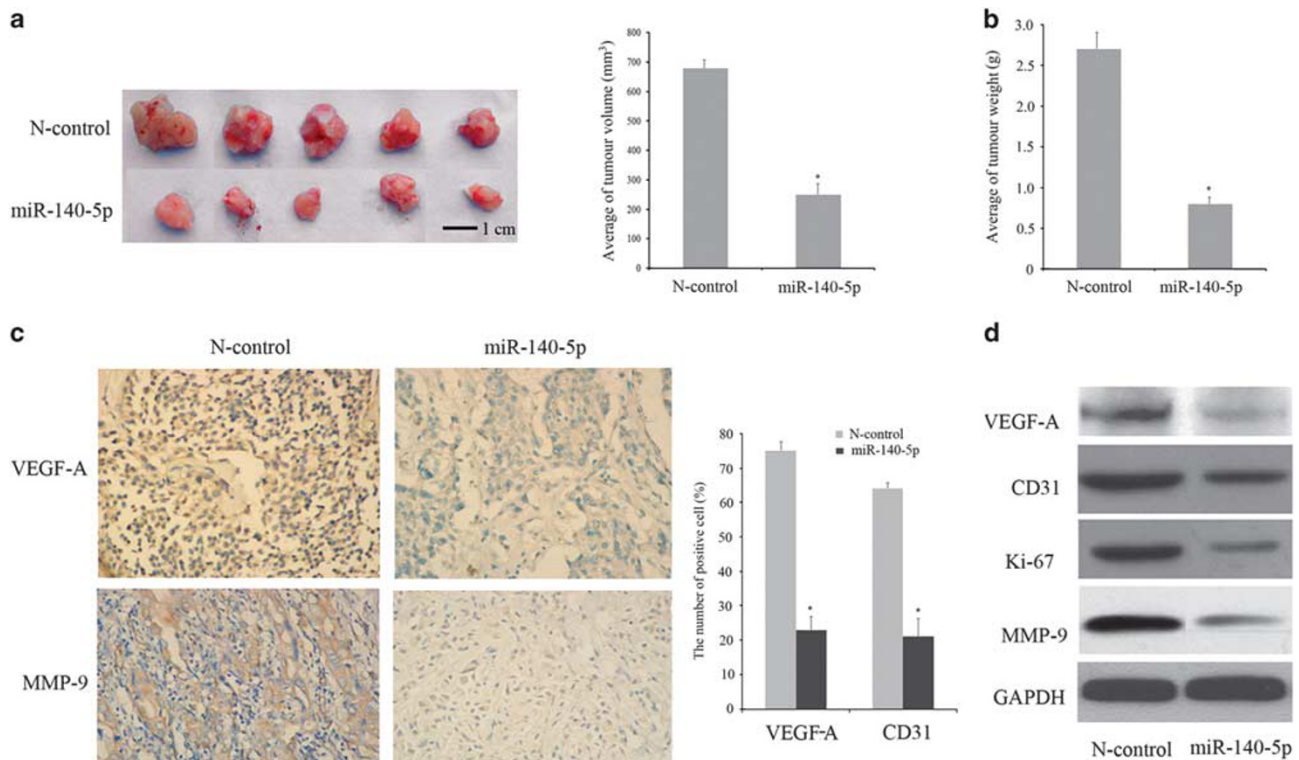 a
N-control
miR-140-5p
1 cm
Average of tumour volume (mm³)
800
700
600
500
400
300
200
100
0
*
N-control
miR-140-5p
b
Average of tumour weight (g)
3.0
2.5
2.0
1.5
1.0
0.5
0.0
*
N-control
miR-140-5p
c
N-control
miR-140-5p
VEGF-A
MMP-9
The number of positive cell (%)
80
70
60
50
40
30
20
10
0
N-control
miR-140-5p
*
*
VEGF-A
CD31
d
VEGF-A
CD31
Ki-67
MMP-9
GAPDH
N-control
miR-140-5p